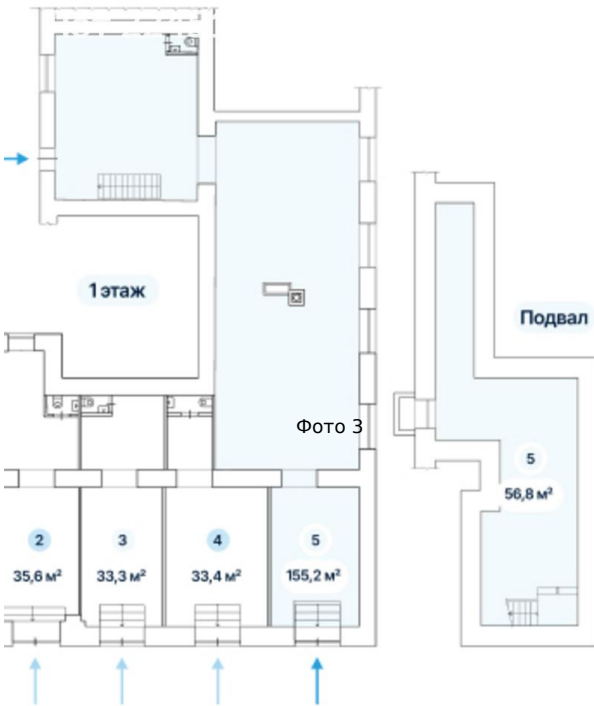 1 этаж
Подвал
Фото 3
5
56,8 м²
2
35,6 м²
3
33,3 м²
4
33,4 м²
5
155,2 м²